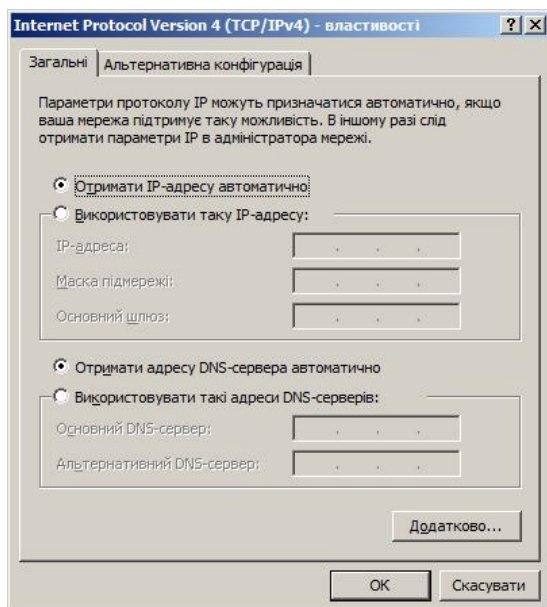 Internet Protocol Version 4 (TCP/IPv4) - властивості
Загальні
Альтернативна конфігурація
Параметри протоколу IP можуть призначатися автоматично, якщо
ваша мережа підтримує таку можливість. В іншому разі слід
отримати параметри IP в адміністратора мережі.
Отримати IP-адресу автоматично
Використовувати таку IP-адресу:
IP-адреса:
Маска підмережі:
Основний шлюз:
Отримати адресу DNS-сервера автоматично
Використовувати такі адреси DNS-серверів:
Основний DNS-сервер:
Альтернативний DNS-сервер:
Додатково...
ОК
Скасувати